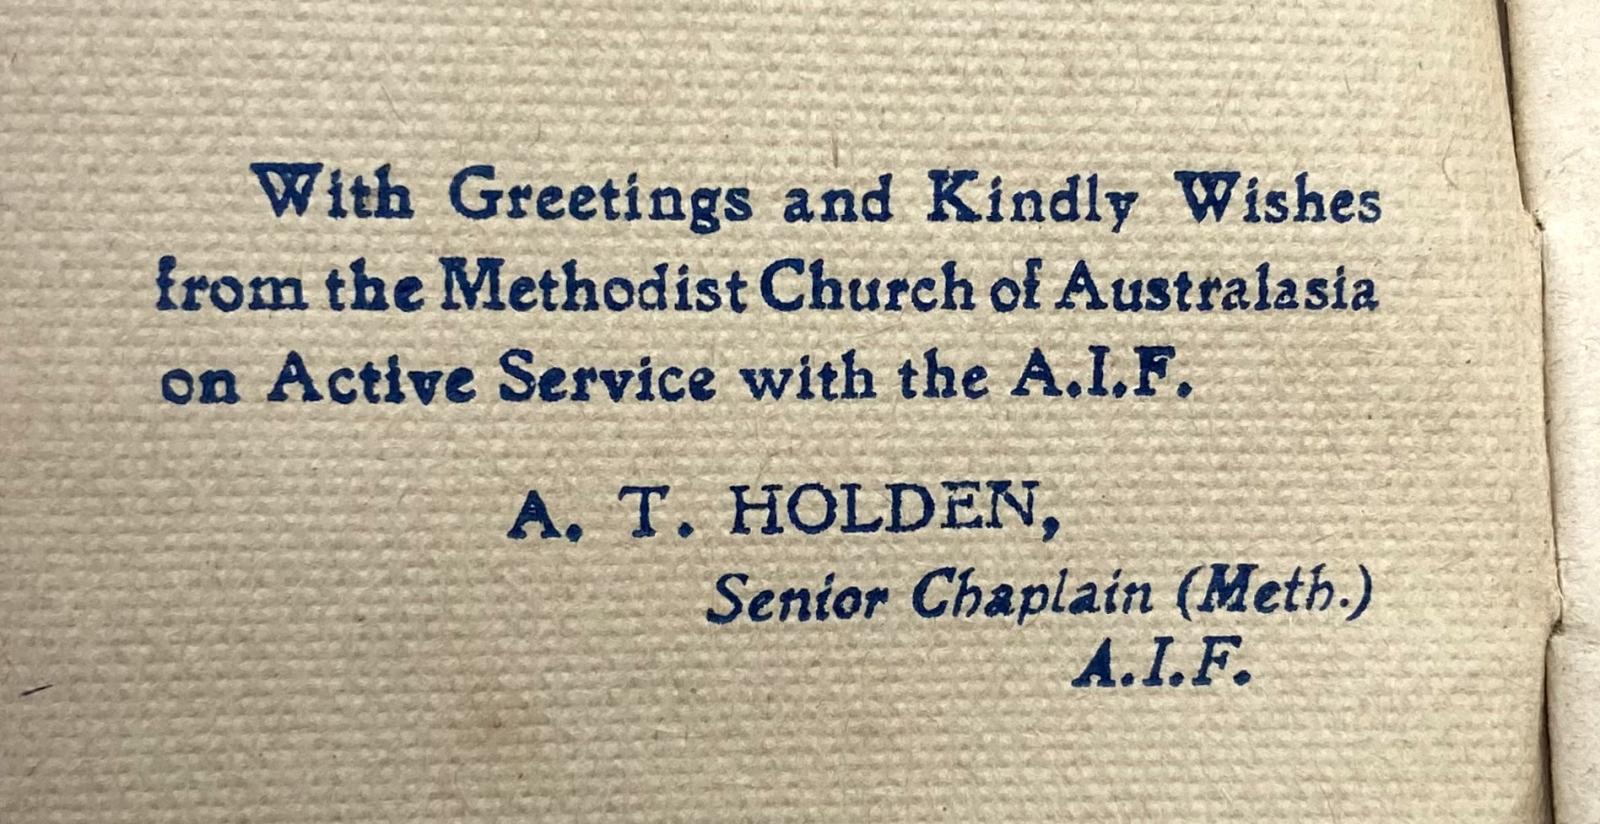 With Greetings and Kindly Wishes
from the Methodist Church of Australasia
on Active Service with the A.I.F.
A. T. HOLDEN,
Senior Chaplain (Meth.)
A.I.F.